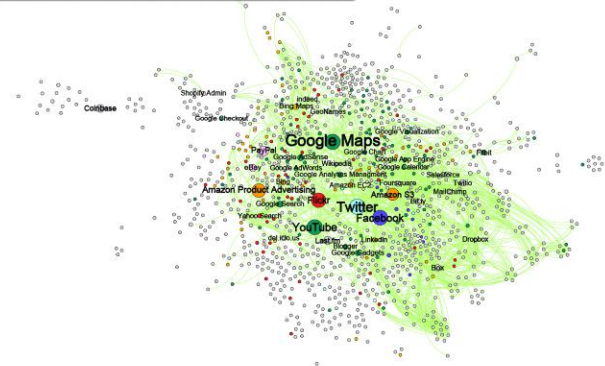 Shopify Admin
indeed
Coinbase
Bing Maps
GeoNames
Google Checkout
Google Visualization
Google Maps
PayPal
Google Chart
Google AdSense
Google App Engine
Wikipedia
eBay
Google AdWords
Google Calendar
Google Analytics Managment
Salesforce
Foursquare
Twilio
Amazon EC2
Amazon Product Advertising
MailChimp
Amazon S3
Flickr
Bit.ly
Google Search
Twitter
Yahoo Search
Facebook
YouTube
del.icio.us
Last.fm
LinkedIn
Dropbox
Blogger
Google Gadgets
Box